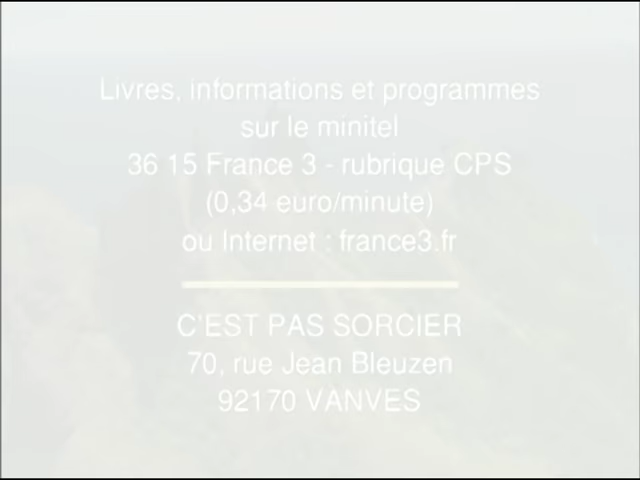 Livres, informations et programmes
sur le minitel
36 15 France 3 - rubrique CPS
(0,34 euro/minute)
ou Internet : france3.fr
C'EST PAS SORCIER
70, rue Jean Bleuzen
92170 VANVES